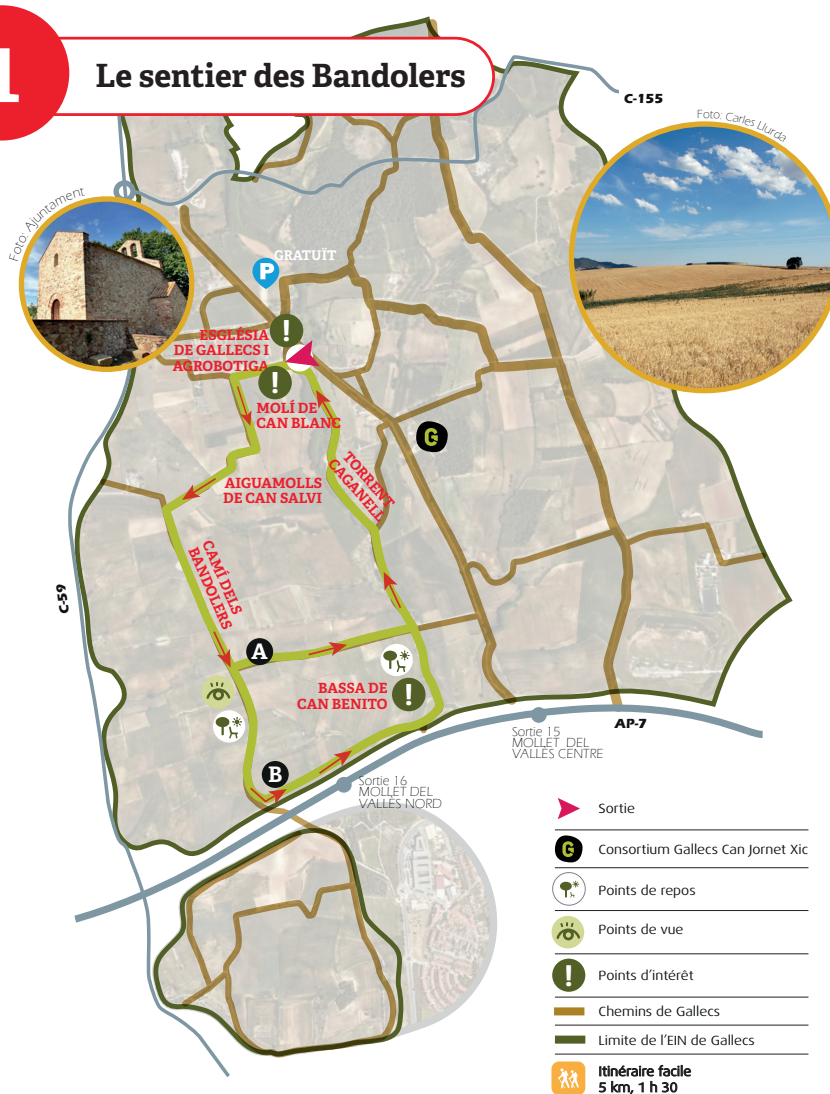 1
Le sentier des Bandolers
C-155
Foto: Carles Llurda
Foto: Ajuntament
P
GRATUÏT
!
ESGLÉSIA
DE GALLECS I
AGROBOTIGA
!
MOLÍ DE
CAN BLANC
G
TORRENT
CAGANELL
AIGUAMOLLS
DE CAN SALVI
CAMÍ DELS
BANDOLERS
C-59
A
BASSA DE
CAN BENITO
!
B
AP-7
Sortie 15
MOLLET DEL
VALLÈS CENTRE
Sortie 16
MOLLET DEL
VALLÈS NORD
Sortie
G
Consortium Gallecs Can Jornet Xic
Points de repos
Points de vue
!
Points d'intérêt
Chemins de Gallecs
Limite de l'EIN de Gallecs
Itinéraire facile
5 km, 1 h 30